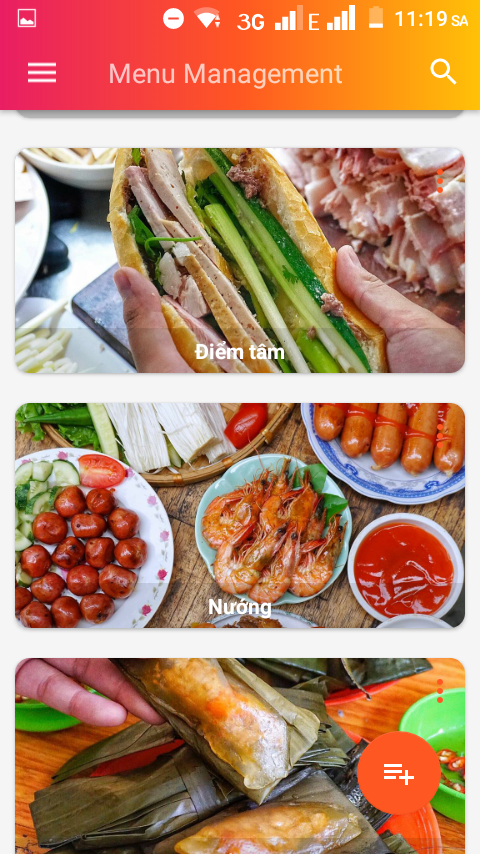 3G E 11:19 SA
Menu Management
Điểm tâm
Nướng